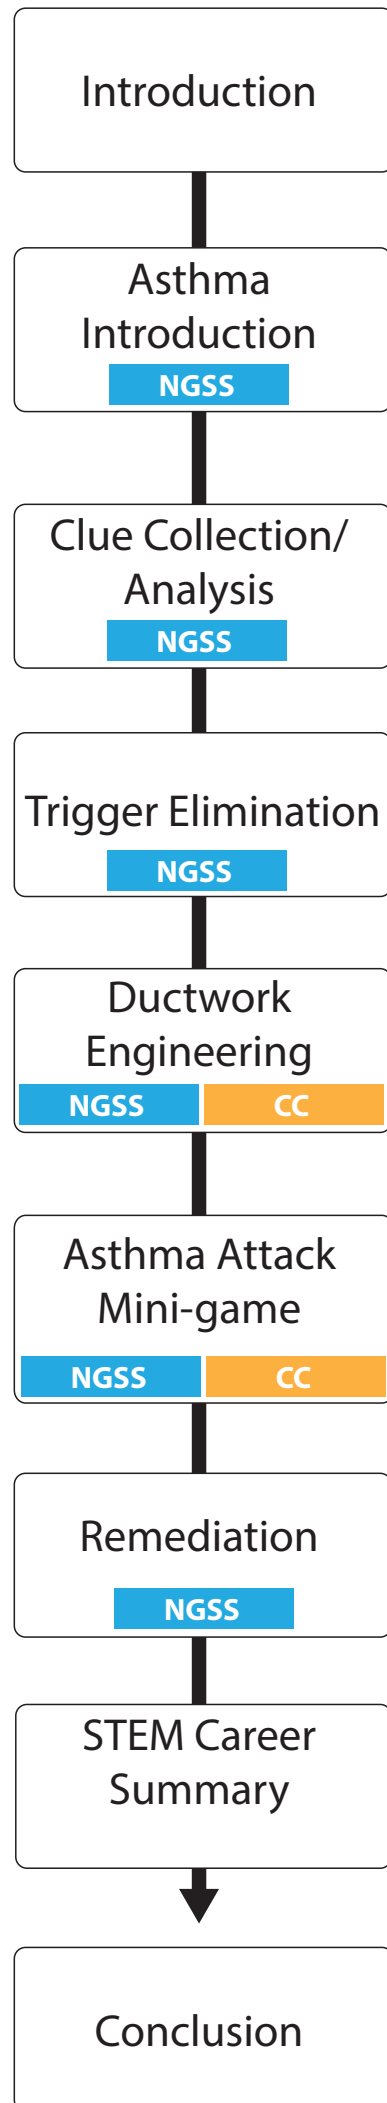 Introduction
Asthma
Introduction
NGSS
Clue Collection/
Analysis
NGSS
Trigger Elimination
NGSS
Ductwork
Engineering
NGSS CC
Asthma Attack
Mini-game
NGSS CC
Remediation
NGSS
STEM Career
Summary
Conclusion